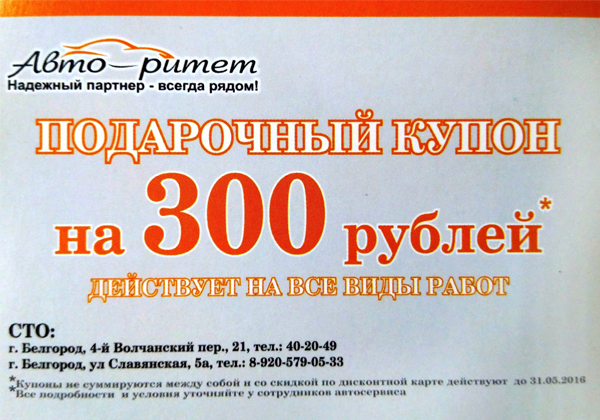 Авто-ритет
Надежный партнер - всегда рядом!
ПОДАРОЧНЫЙ КУПОН
на 300 рублей*
ДЕЙСТВУЕТ НА ВСЕ ВИДЫ РАБОТ
СТО:
г. Белгород, 4-й Волчанский пер., 21, тел.: 40-20-49
г. Белгород, ул Славянская, 5а, тел.: 8-920-579-05-33
*Купоны не суммируются между собой и со скидкой по дисконтной карте действуют до 31.05.2016
*Все подробности и условия уточняйте у сотрудников автосервиса